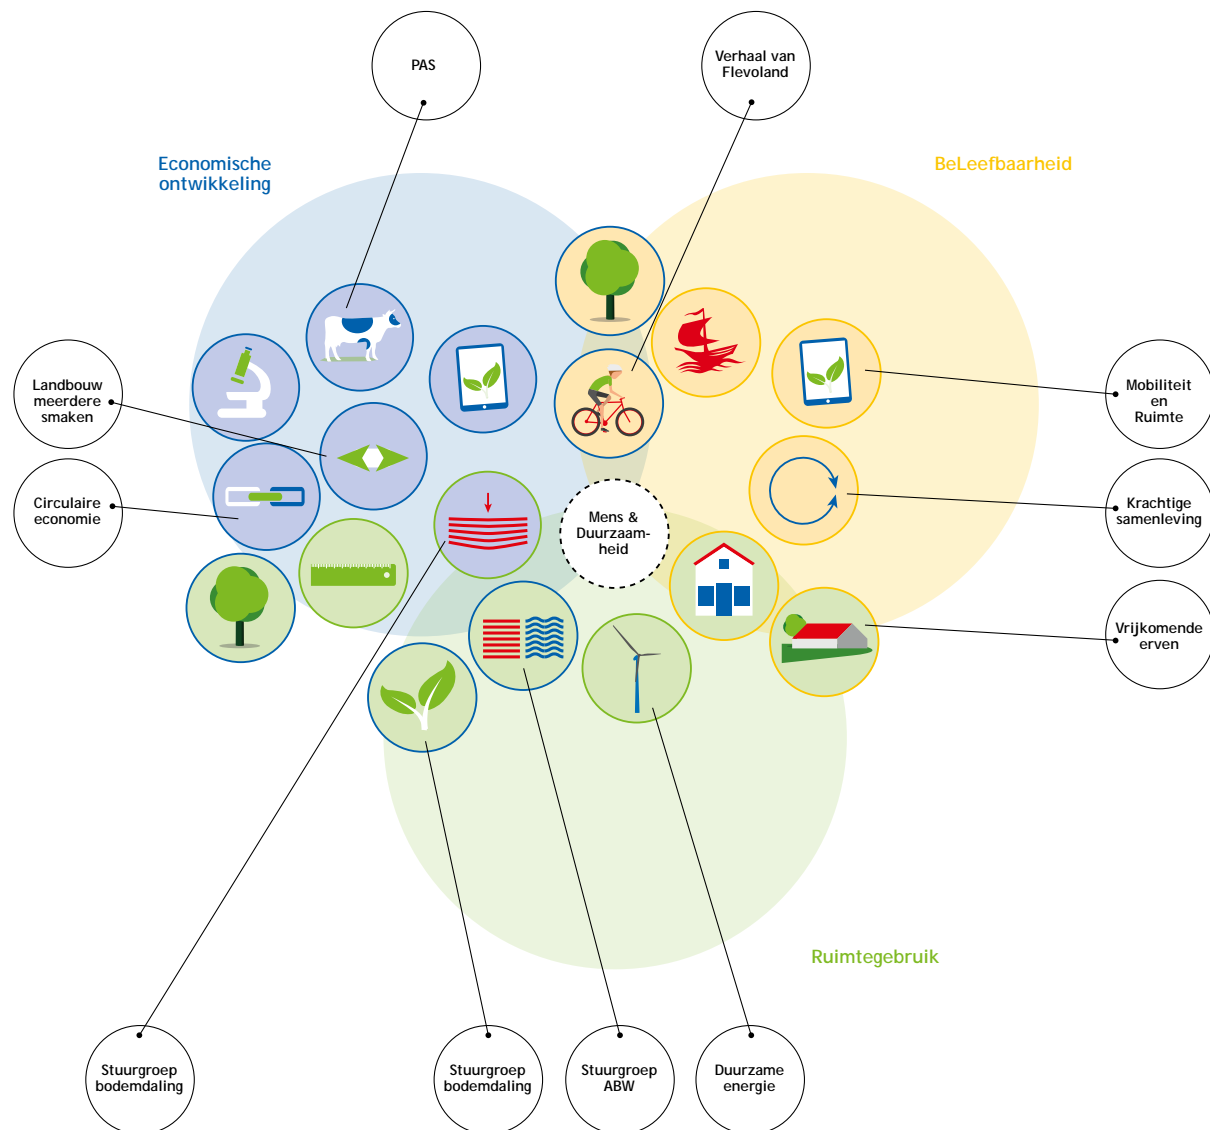 PAS
Verhaal van
Flevoland
Economische
ontwikkeling
BeLeefbaarheid
Landbouw
meerdere
smaken
Mobiliteit
en
Ruimte
Circulaire
economie
Krachtige
samenleving
Mens &
Duurzaam-
heid
Vrijkomende
erven
Ruimtegebruik
Stuurgroep
bodemdaling
Stuurgroep
bodemdaling
Stuurgroep
ABW
Duurzame
energie